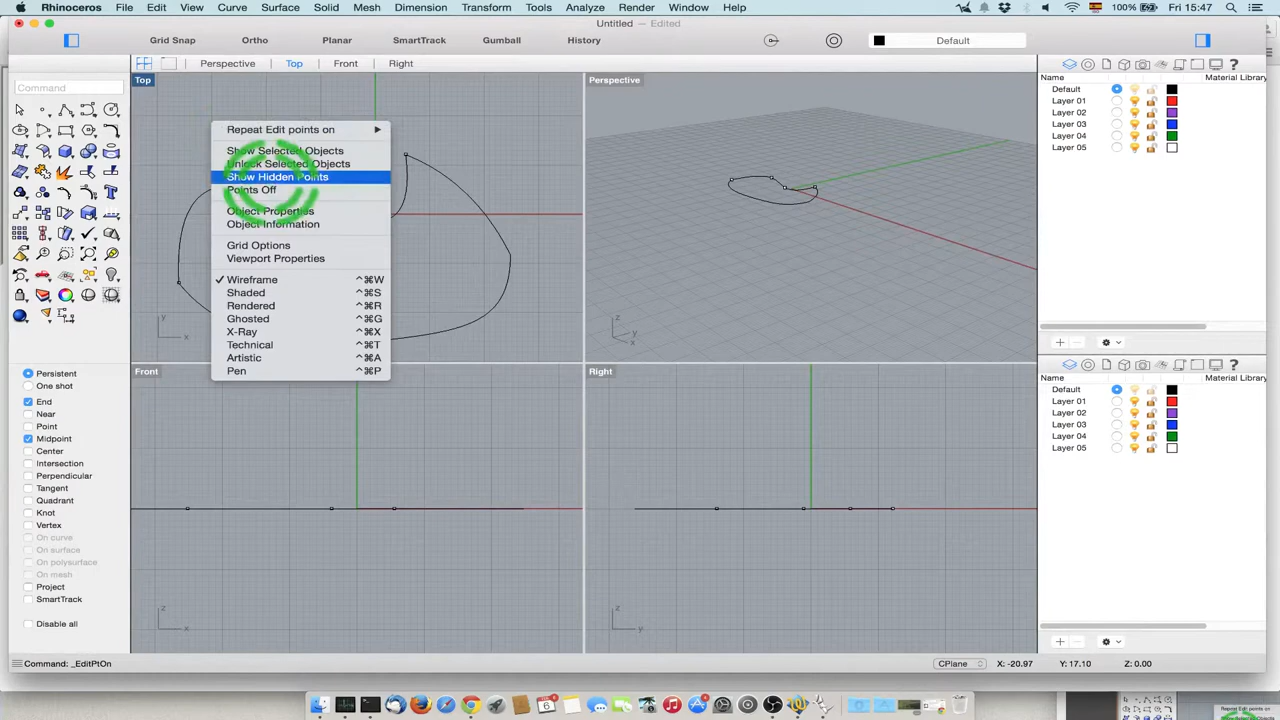 Rhinoceros File Edit View Curve Surface Solid Mesh Dimension Transform Tools Analyze Render Window Help 100% Fri 15:47
Untitled — Edited
Grid Snap Ortho Planar SmartTrack Gumball History Default
Perspective Top Front Right
Command
Top
Perspective
Front
Right
Repeat Edit points on
Show Selected Objects
Unlock Selected Objects
Show Hidden Points
Points Off
Object Properties
Object Information
Grid Options
Viewport Properties
✓ Wireframe ^⌘W
Shaded ^⌘S
Rendered ^⌘R
Ghosted ^⌘G
X-Ray ^⌘X
Technical ^⌘T
Artistic ^⌘A
Pen ^⌘P
y
x
z
y
x
z
x
z
y
Persistent
One shot
End
Near
Point
Midpoint
Center
Intersection
Perpendicular
Tangent
Quadrant
Knot
Vertex
On curve
On surface
On polysurface
On mesh
Project
SmartTrack
Disable all
Name Material Library
Default
Layer 01
Layer 02
Layer 03
Layer 04
Layer 05
Name Material Library
Default
Layer 01
Layer 02
Layer 03
Layer 04
Layer 05
Command: _EditPtOn CPlane X: -20.97 Y: 17.10 Z: 0.00
6
Repeat Edit points on